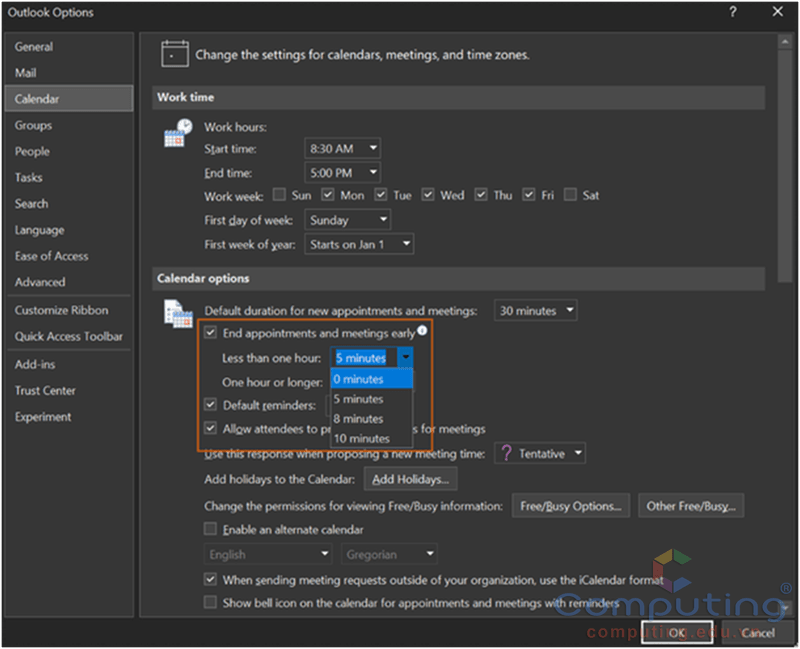 Outlook Options
?
General
Mail
Calendar
Groups
People
Tasks
Search
Language
Ease of Access
Advanced
Customize Ribbon
Quick Access Toolbar
Add-ins
Trust Center
Experiment
Change the settings for calendars, meetings, and time zones.
Work time
Work hours:
Start time: 8:30 AM
End time: 5:00 PM
Work week: Sun Mon Tue Wed Thu Fri Sat
First day of week: Sunday
First week of year: Starts on Jan 1
Calendar options
Default duration for new appointments and meetings: 30 minutes
End appointments and meetings early
Less than one hour: 5 minutes
0 minutes
5 minutes
8 minutes
10 minutes
One hour or longer:
Default reminders:
Allow attendees to for meetings
Use this response when proposing a new meeting time: ? Tentative
Add holidays to the Calendar: Add Holidays...
Change the permissions for viewing Free/Busy information: Free/Busy Options... Other Free/Busy...
Enable an alternate calendar
English Gregorian
When sending meeting requests outside of your organization, use the iCalendar format
Show bell icon on the calendar for appointments and meetings with reminders
Computing®
computing.edu
OK Cancel